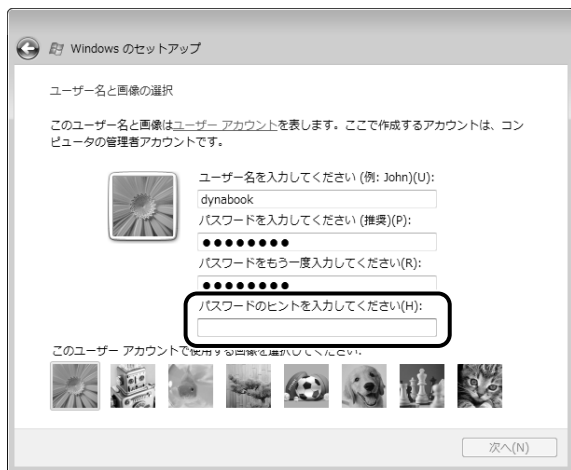 Windows のセットアップ
ユーザー名と画像の選択
このユーザー名と画像はユーザー アカウントを表します。ここで作成するアカウントは、コン
ピュータの管理者アカウントです。
ユーザー名を入力してください (例: John)(U):
dynabook
パスワードを入力してください (推奨)(P):
●●●●●●●●
パスワードをもう一度入力してください(R):
●●●●●●●●
パスワードのヒントを入力してください(H):
このユーザー アカウントで使用する画像を選択してください:
次へ(N)